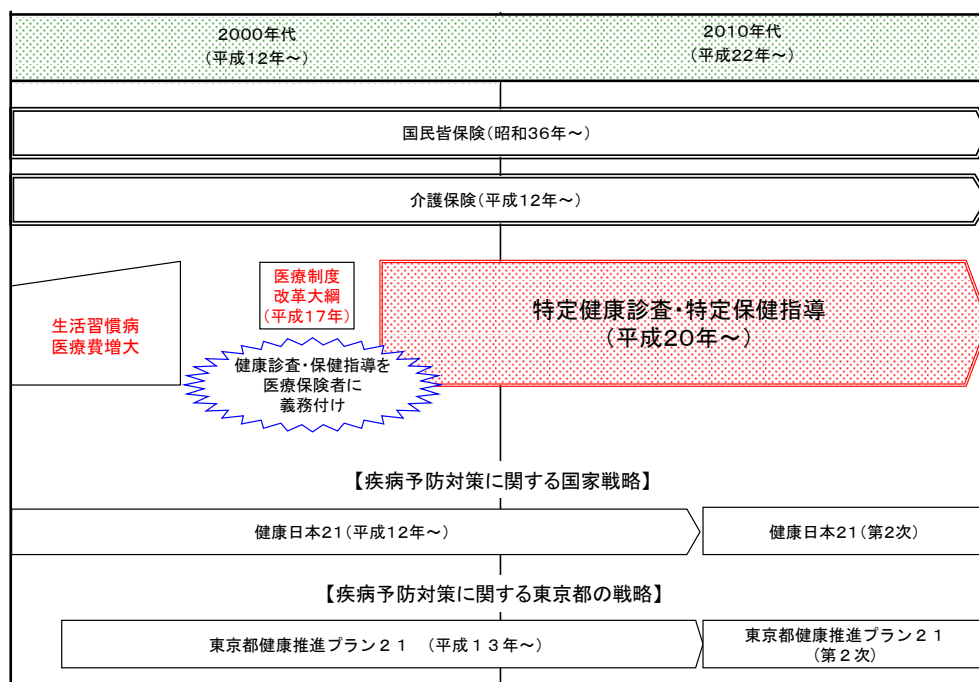 2000年代
(平成12年～)
2010年代
(平成22年～)
国民皆保険(昭和36年～)
介護保険(平成12年～)
生活習慣病
医療費増大
医療制度
改革大綱
(平成17年)
健康診査・保健指導を
医療保険者に
義務付け
特定健康診査・特定保健指導
(平成20年～)
【疾病予防対策に関する国家戦略】
健康日本21(平成12年～)
健康日本21(第2次)
【疾病予防対策に関する東京都の戦略】
東京都健康推進プラン２１　(平成１３年～)
東京都健康推進プラン２１
(第２次)